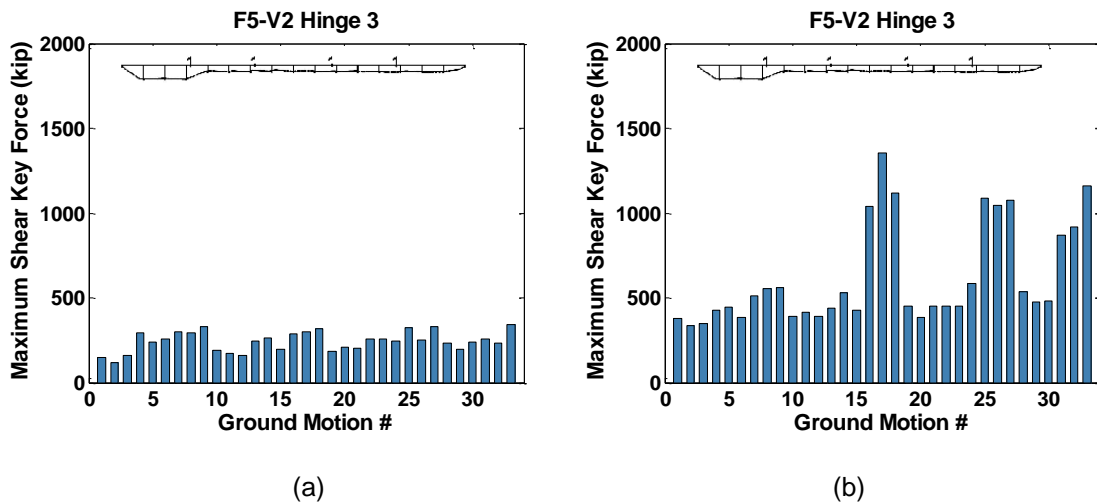 F5-V2 Hinge 3
2000
1500
1000
500
0
Maximum Shear Key Force (kip)
0 5 10 15 20 25 30
Ground Motion #
(a)
F5-V2 Hinge 3
2000
1500
1000
500
0
Maximum Shear Key Force (kip)
0 5 10 15 20 25 30
Ground Motion #
(b)